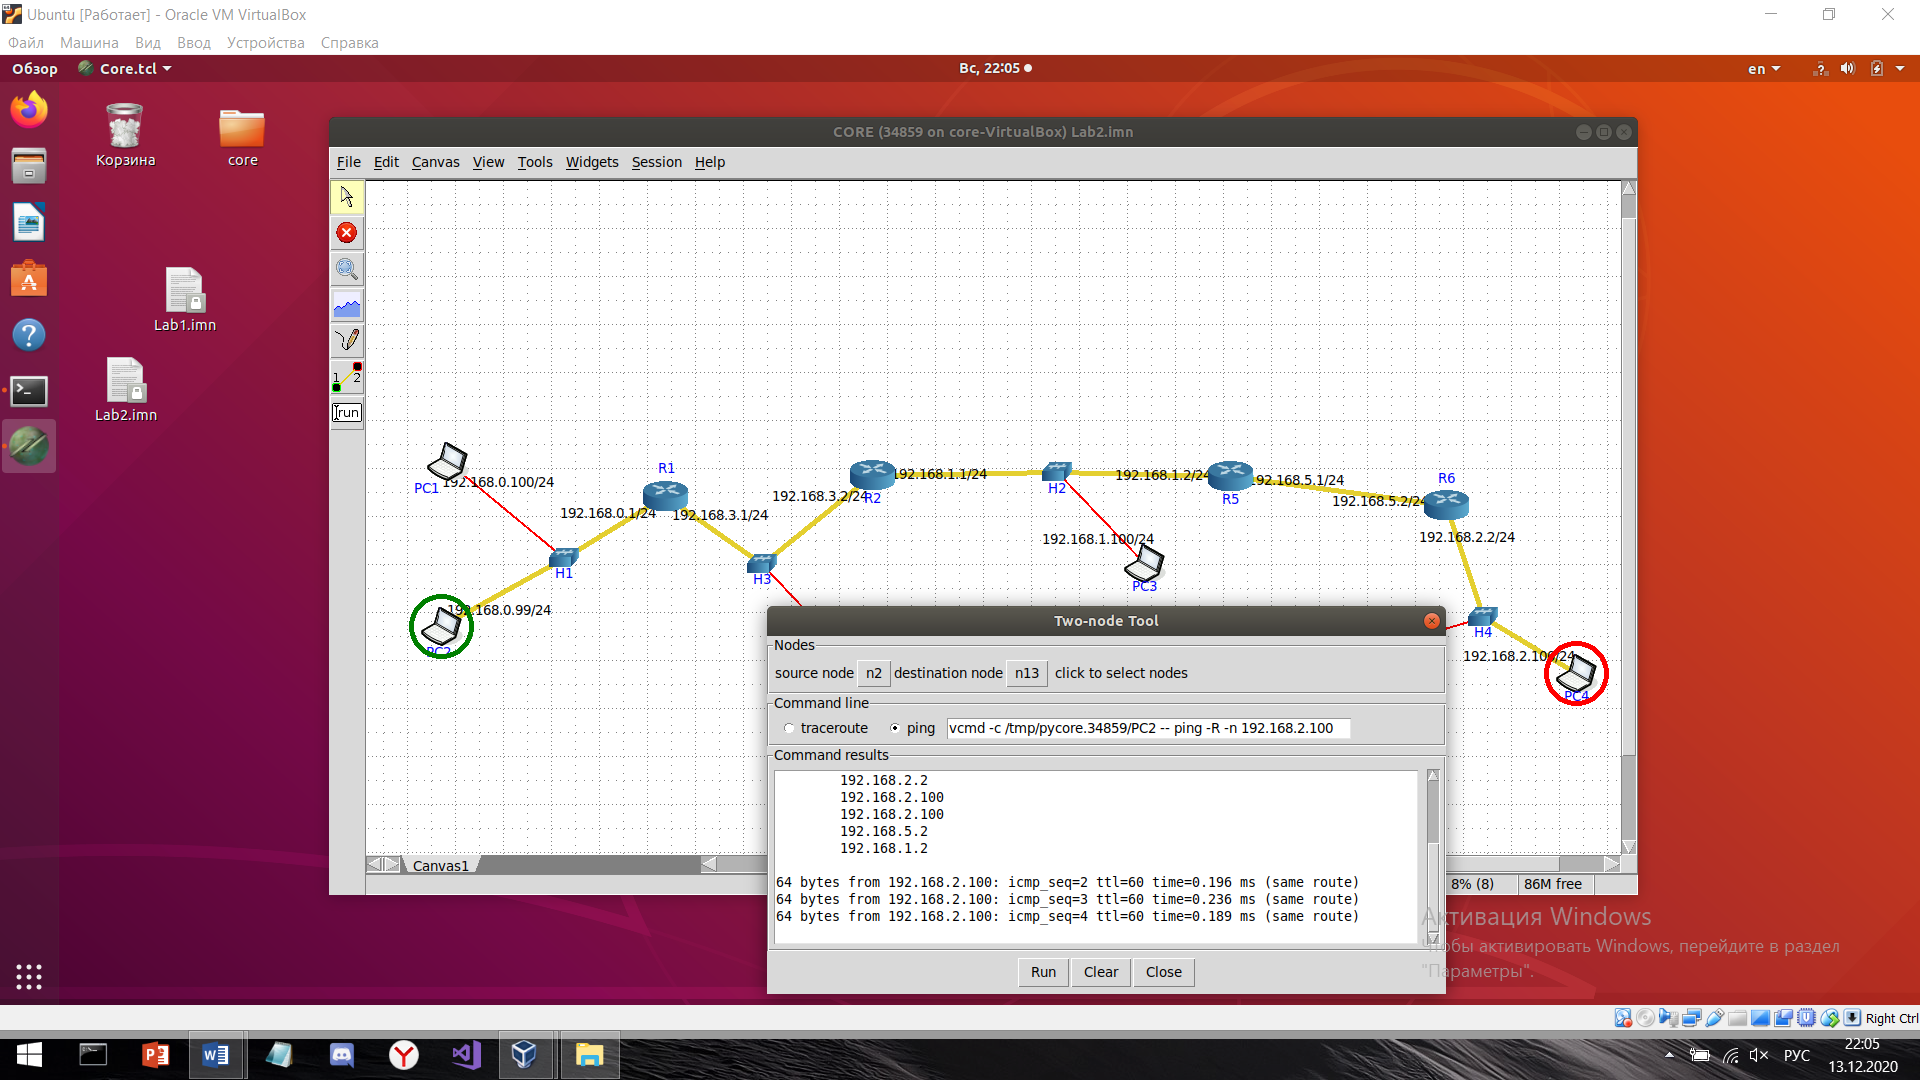 Ubuntu [Работает] - Oracle VM VirtualBox
Файл Машина Вид Ввод Устройства Справка
Обзор Core.tcl Вс, 22:05 en
Корзина
core
Lab1.imn
Lab2.imn
CORE (34859 on core-VirtualBox) Lab2.imn
File Edit Canvas View Tools Widgets Session Help
1 2
run
PC1
192.168.0.100/24
R1
192.168.0.1/24
192.168.3.1/24
192.168.3.2/24
R2
192.168.1.1/24
H2
192.168.1.2/24
R5
192.168.5.1/24
192.168.5.2/24
R6
192.168.2.2/24
192.168.1.100/24
PC3
H1
H3
192.168.0.99/24
PC2
H4
192.168.2.100/24
PC4
Two-node Tool
Nodes
source node n2 destination node n13 click to select nodes
Command line
traceroute ping vcmd -c /tmp/pycore.34859/PC2 -- ping -R -n 192.168.2.100
Command results
192.168.2.2
192.168.2.100
192.168.2.100
192.168.5.2
192.168.1.2
64 bytes from 192.168.2.100: icmp_seq=2 ttl=60 time=0.196 ms (same route)
64 bytes from 192.168.2.100: icmp_seq=3 ttl=60 time=0.236 ms (same route)
64 bytes from 192.168.2.100: icmp_seq=4 ttl=60 time=0.189 ms (same route)
Run Clear Close
Canvas1
8% (8) 86M free
Активация Windows
Чтобы активировать Windows, перейдите в раздел
"Параметры".
Right Ctrl
РУС
22:05
13.12.2020